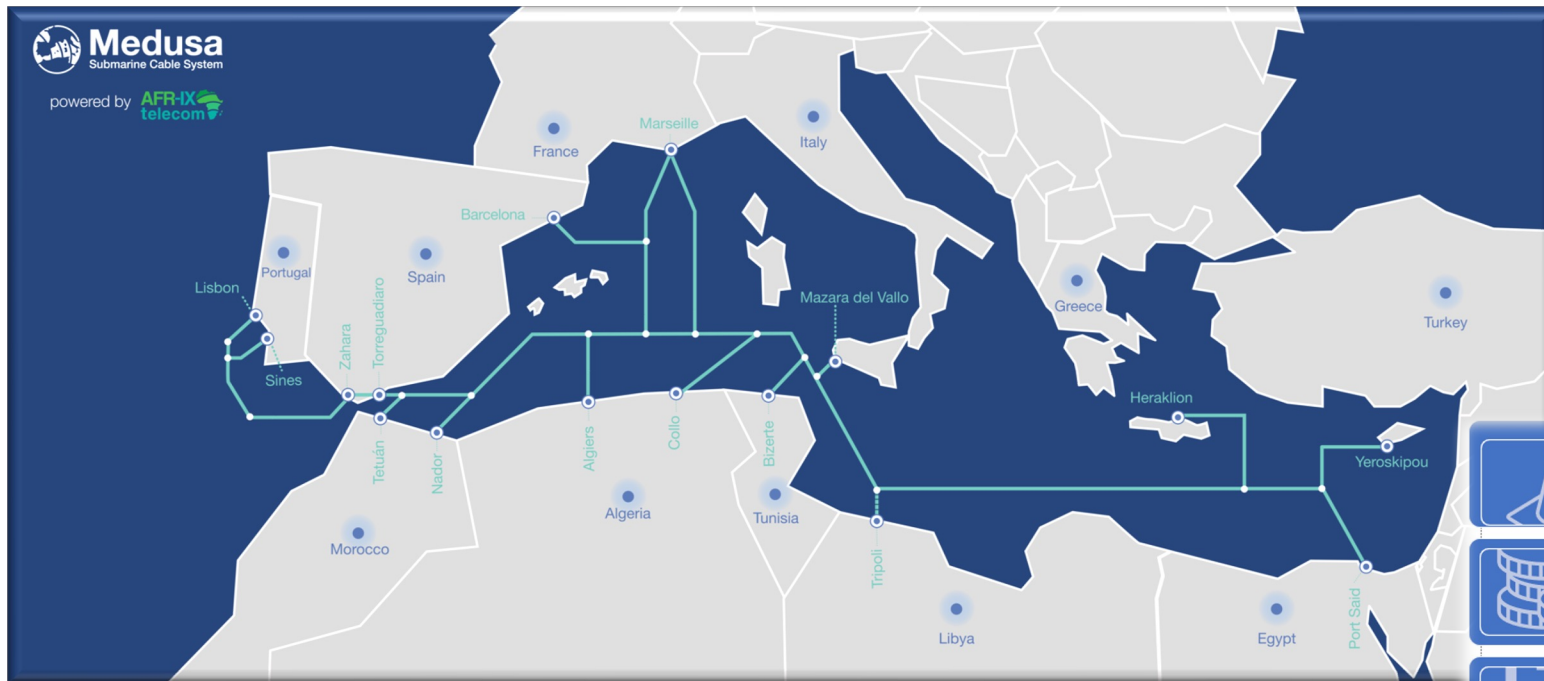 Medusa
Submarine Cable System
powered by AFR-IX
telecom
Marseille
France
Italy
Barcelona
Portugal
Spain
Lisbon
Sines
Zahara
Torreguadiaro
Mazara del Vallo
Greece
Turkey
Heraklion
Yeroskipou
Tetuán
Nador
Algiers
Collo
Bizerte
Algeria
Tunisia
Morocco
Tripoli
Libya
Egypt
Port Said